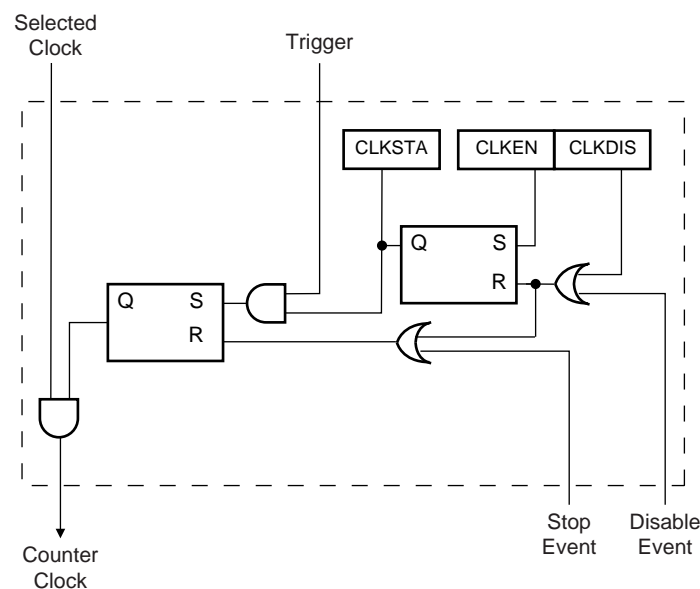 Selected
Clock
Trigger
CLKSTA
CLKEN
CLKDIS
Q
S
R
Q
S
R
Stop
Event
Disable
Event
Counter
Clock